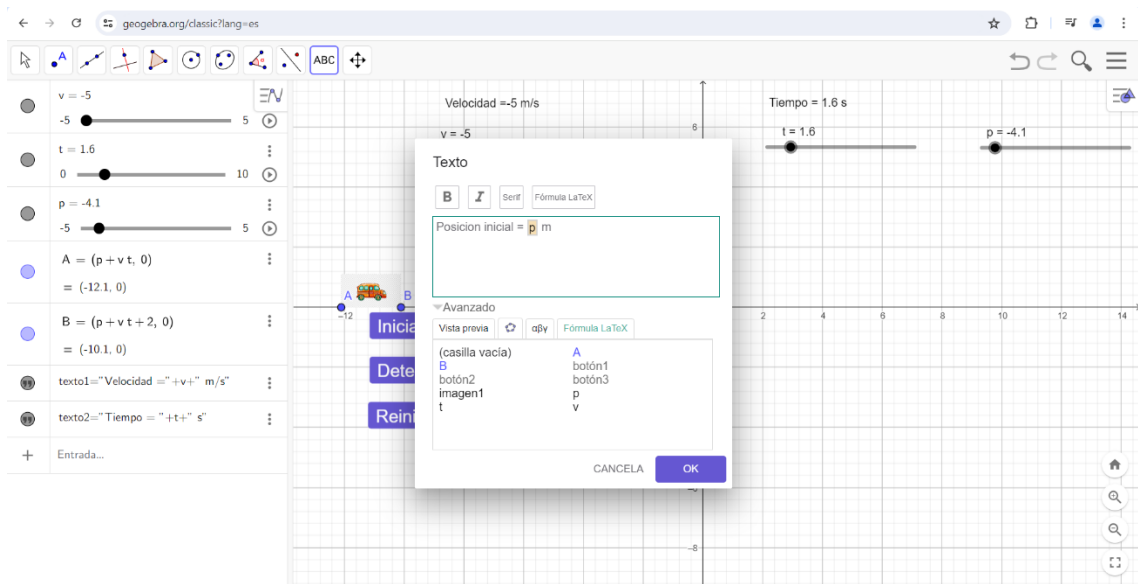 geogebra.org/classic?lang=es
A
ABC
v = -5
-5 5
t = 1.6
0 10
p = -4.1
-5 5
A = (p + v t, 0)
= (-12.1, 0)
B = (p + v t + 2, 0)
= (-10.1, 0)
texto1="Velocidad ="+v+" m/s"
texto2="Tiempo = "+t+" s"
Entrada...
Velocidad =-5 m/s
v = -5
Tiempo = 1.6 s
t = 1.6
p = -4.1
6
A B
-12 2 4 6 8 10 12 14
-8
Inicia
Dete
Reini
Texto
B I Serif Fórmula LaTeX
Posicion inicial = p m
Avanzado
Vista previa αβγ Fórmula LaTeX
(casilla vacía) A
B botón1
botón2 botón3
imagen1 p
t v
CANCELA OK